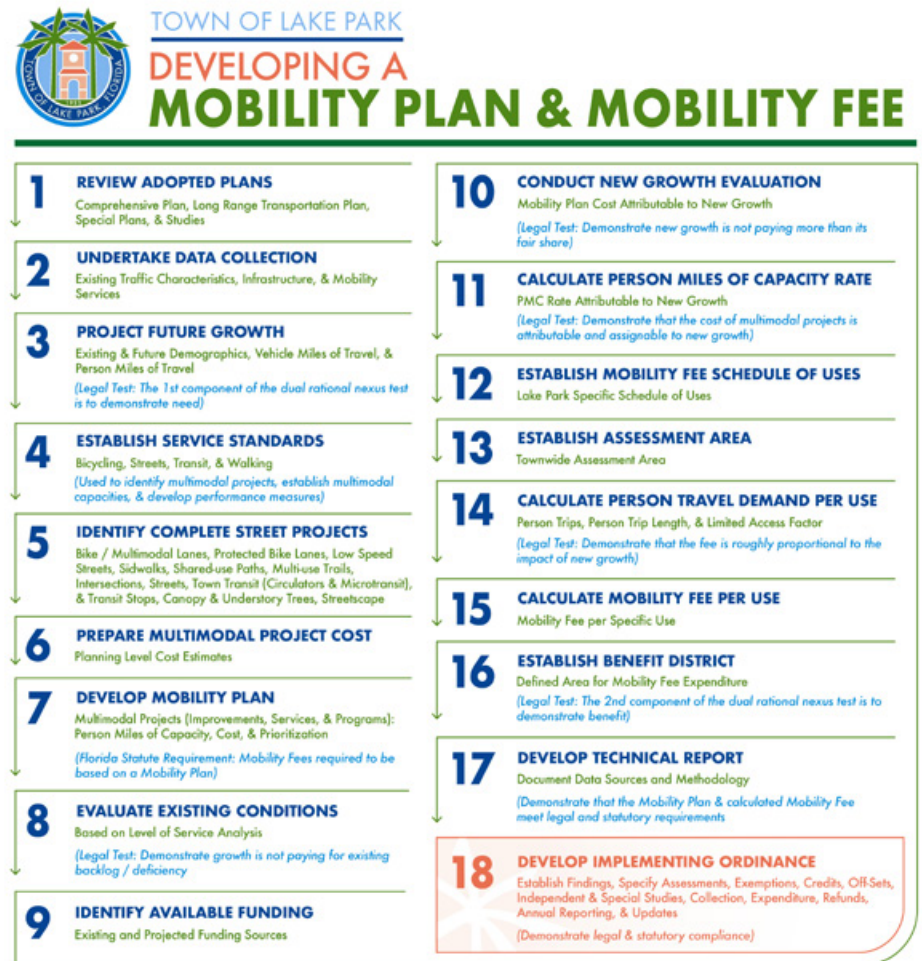 TOWN OF LAKE PARK, FLORIDA
TOWN OF LAKE PARK
DEVELOPING A
MOBILITY PLAN & MOBILITY FEE
1
REVIEW ADOPTED PLANS
Comprehensive Plan, Long Range Transportation Plan,
Special Plans, & Studies
2
UNDERTAKE DATA COLLECTION
Existing Traffic Characteristics, Infrastructure, & Mobility
Services
3
PROJECT FUTURE GROWTH
Existing & Future Demographics, Vehicle Miles of Travel, &
Person Miles of Travel
(Legal Test: The 1st component of the dual rational nexus test
is to demonstrate need)
4
ESTABLISH SERVICE STANDARDS
Bicycling, Streets, Transit, & Walking
(Used to identify multimodal projects, establish multimodal
capacities, & develop performance measures)
5
IDENTIFY COMPLETE STREET PROJECTS
Bike / Multimodal Lanes, Protected Bike Lanes, Low Speed
Streets, Sidwalks, Shared-use Paths, Multi-use Trails,
Intersections, Streets, Town Transit (Circulators & Microtransit),
& Transit Stops, Canopy & Understory Trees, Streetscape
6
PREPARE MULTIMODAL PROJECT COST
Planning Level Cost Estimates
7
DEVELOP MOBILITY PLAN
Multimodal Projects (Improvements, Services, & Programs):
Person Miles of Capacity, Cost, & Prioritization
(Florida Statute Requirement: Mobility Fees required to be
based on a Mobility Plan)
8
EVALUATE EXISTING CONDITIONS
Based on Level of Service Analysis
(Legal Test: Demonstrate growth is not paying for existing
backlog / deficiency
9
IDENTIFY AVAILABLE FUNDING
Existing and Projected Funding Sources
10
CONDUCT NEW GROWTH EVALUATION
Mobility Plan Cost Attributable to New Growth
(Legal Test: Demonstrate new growth is not paying more than its
fair share)
11
CALCULATE PERSON MILES OF CAPACITY RATE
PMC Rate Attributable to New Growth
(Legal Test: Demonstrate that the cost of multimodal projects is
attributable and assignable to new growth)
12
ESTABLISH MOBILITY FEE SCHEDULE OF USES
Lake Park Specific Schedule of Uses
13
ESTABLISH ASSESSMENT AREA
Townwide Assessment Area
14
CALCULATE PERSON TRAVEL DEMAND PER USE
Person Trips, Person Trip Length, & Limited Access Factor
(Legal Test: Demonstrate that the fee is roughly proportional to the
impact of new growth)
15
CALCULATE MOBILITY FEE PER USE
Mobility Fee per Specific Use
16
ESTABLISH BENEFIT DISTRICT
Defined Area for Mobility Fee Expenditure
(Legal Test: The 2nd component of the dual rational nexus test is to
demonstrate benefit)
17
DEVELOP TECHNICAL REPORT
Document Data Sources and Methodology
(Demonstrate that the Mobility Plan & calculated Mobility Fee
meet legal and statutory requirements
18
DEVELOP IMPLEMENTING ORDINANCE
Establish Findings, Specify Assessments, Exemptions, Credits, Off-Sets,
Independent & Special Studies, Collection, Expenditure, Refunds,
Annual Reporting, & Updates
(Demonstrate legal & statutory compliance)